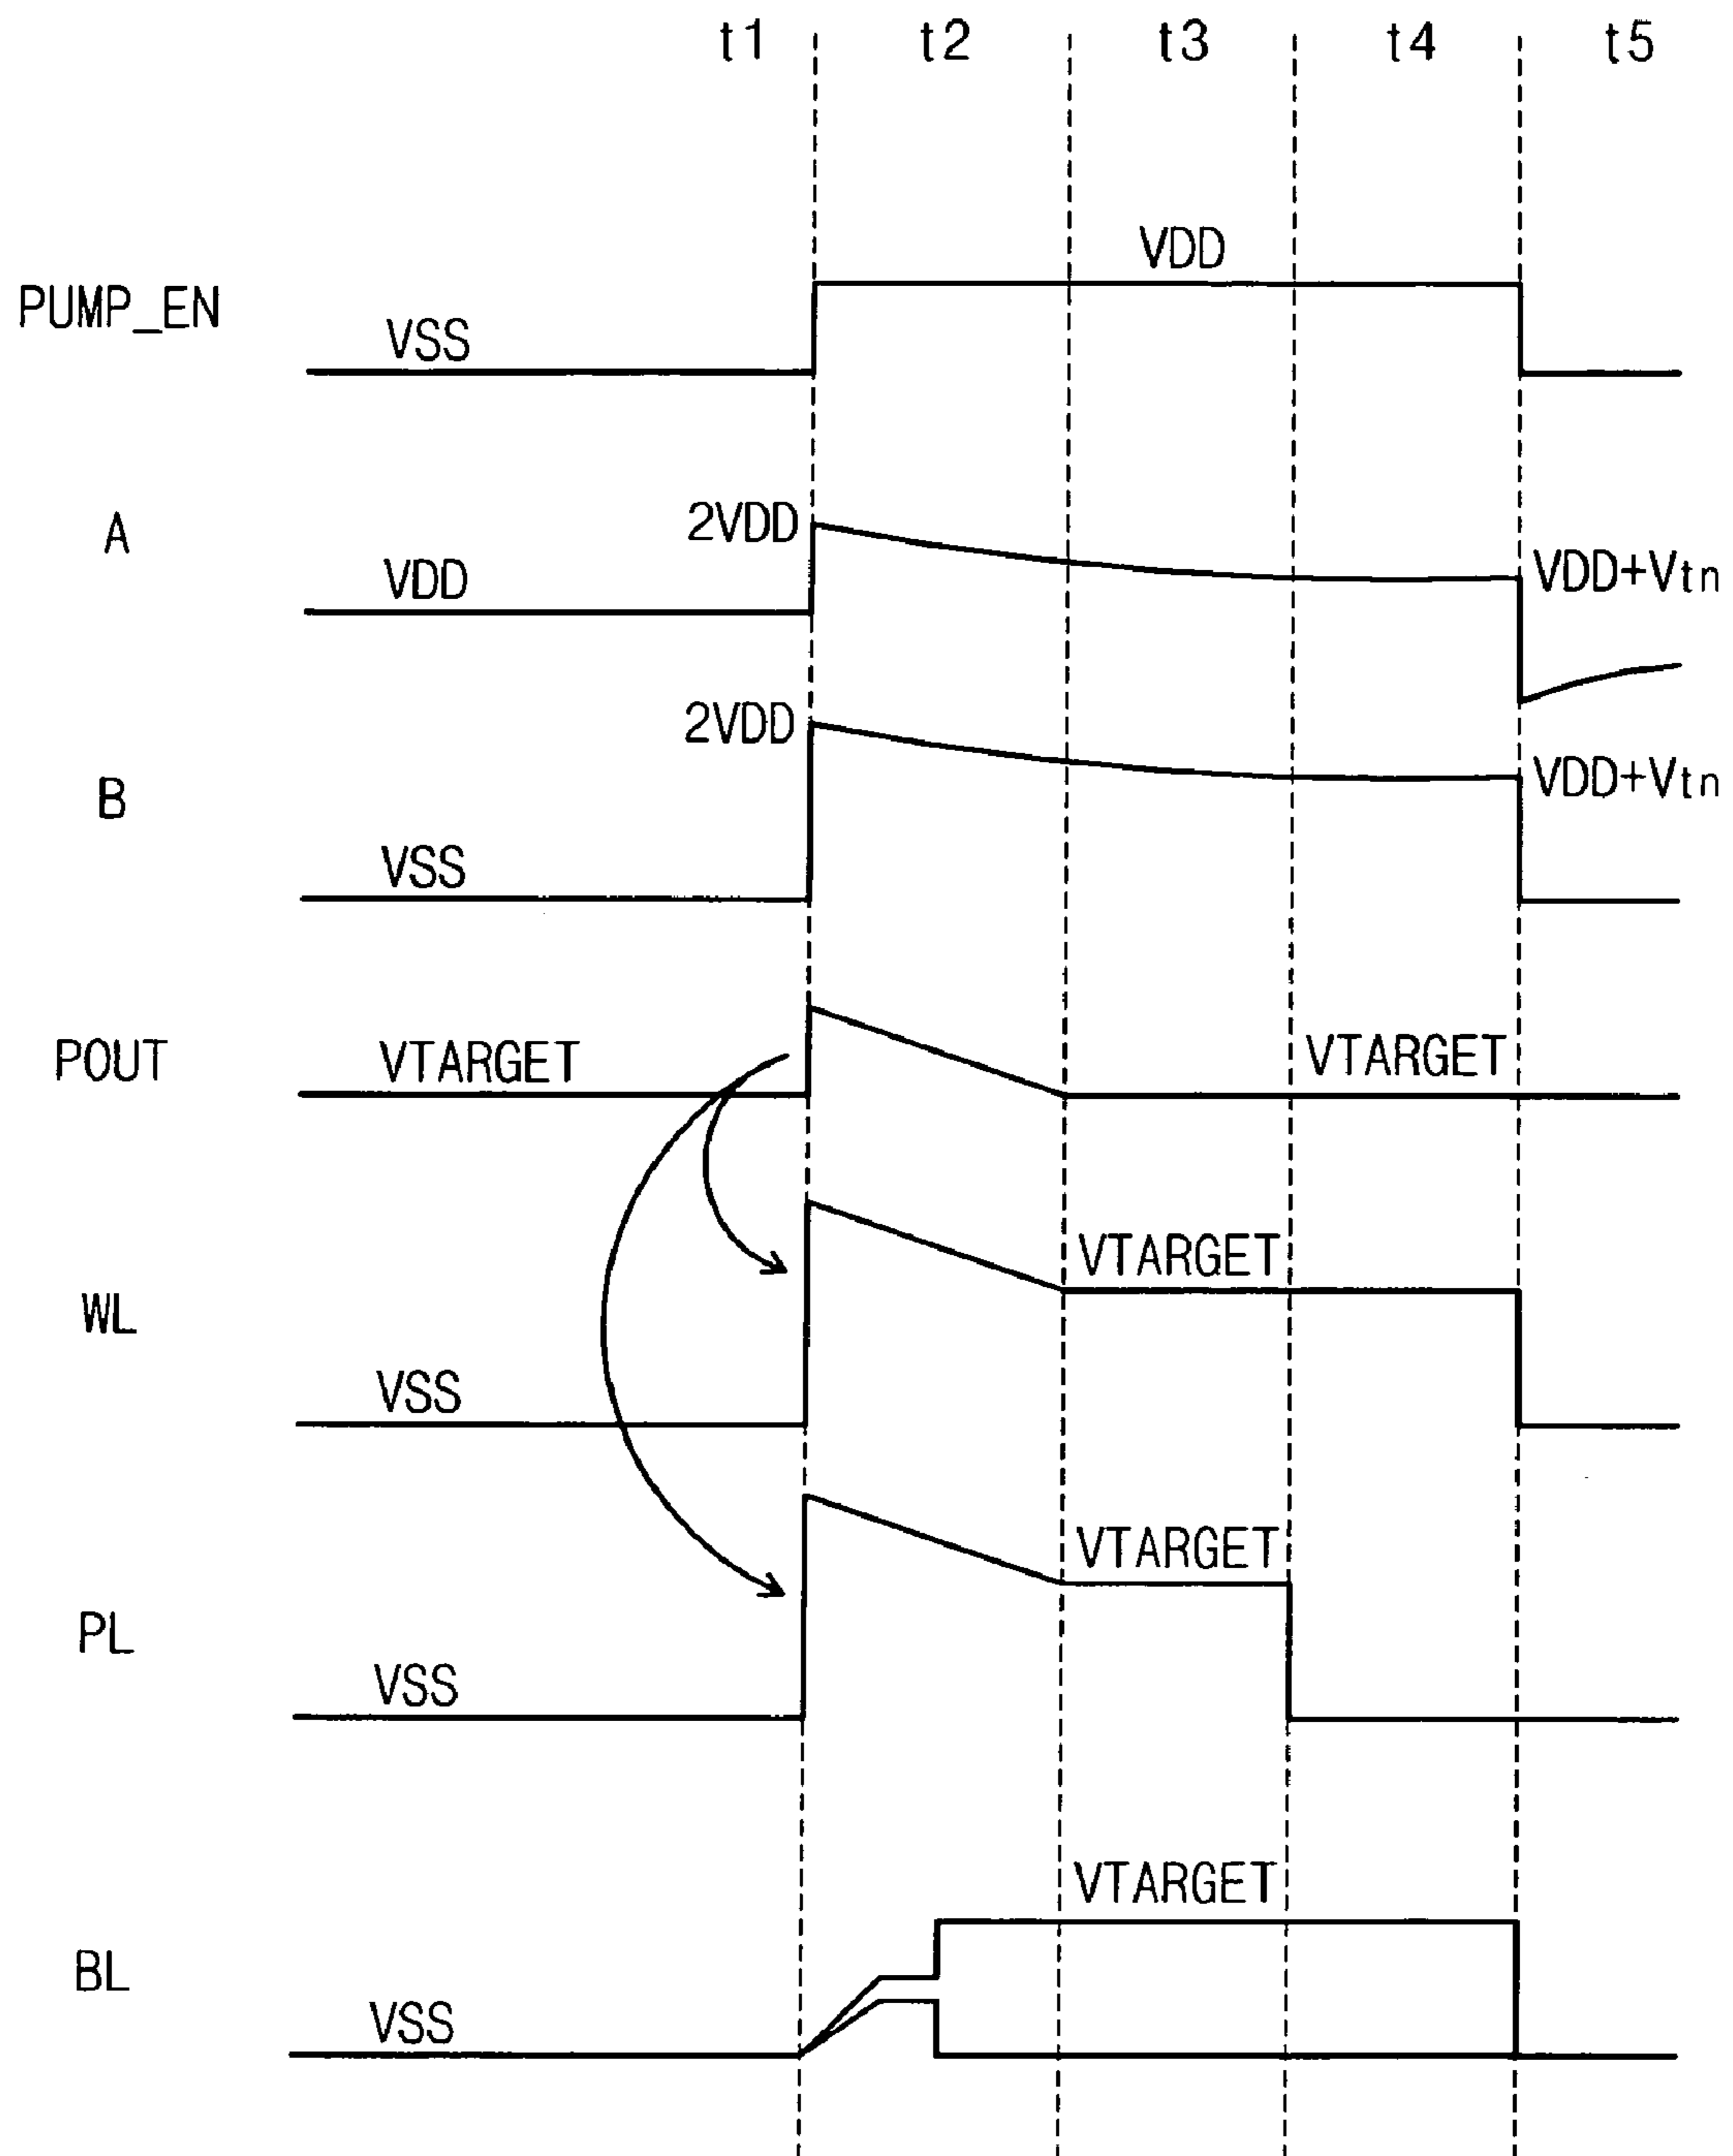 t1 t2 t3 t4 t5
VDD
PUMP_EN
VSS
2VDD
A
VDD
VDD+Vtn
2VDD
B
VDD+Vtn
VSS
POUT
VTARGET
VTARGET
VTARGET
WL
VSS
VTARGET
PL
VSS
VTARGET
BL
VSS